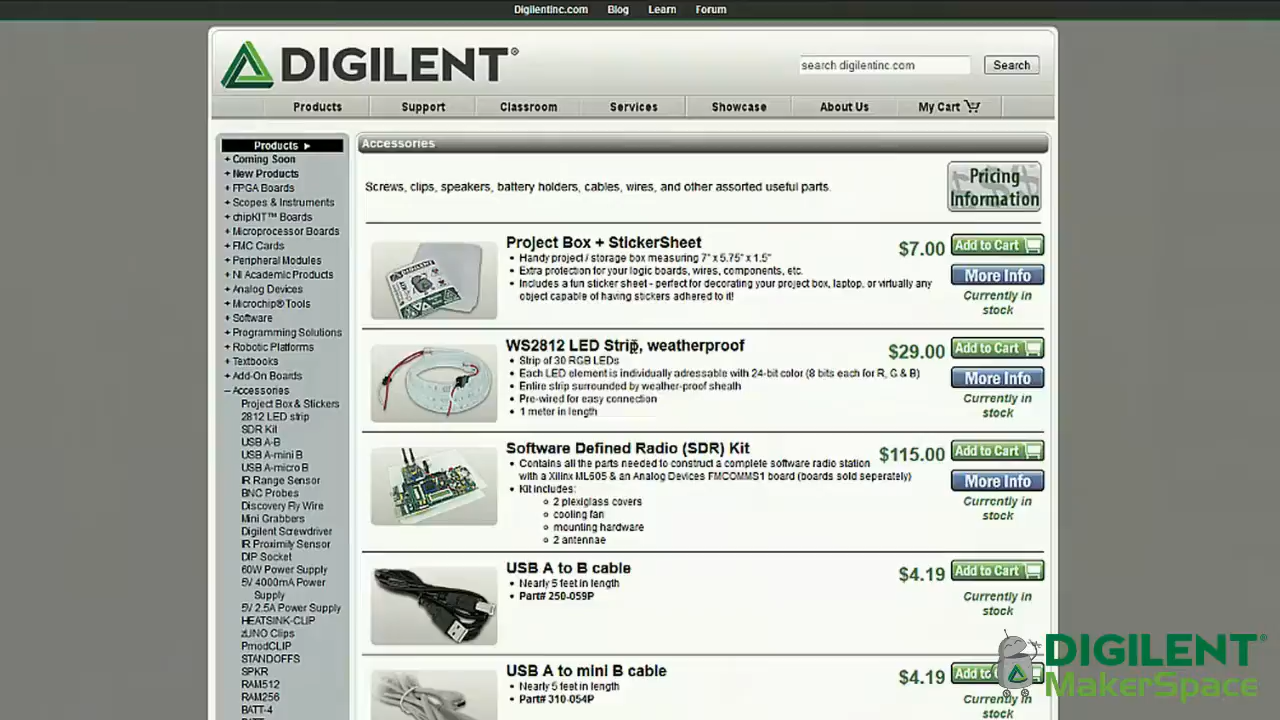 Digilentinc.com Blog Learn Forum
DIGILENT®
search digilentinc.com Search
Products Support Classroom Services Showcase About Us My Cart
Products ►
+ Coming Soon
+ New Products
+ FPGA Boards
+ Scopes & Instruments
+ chipKIT™ Boards
+ Microprocessor Boards
+ FMC Cards
+ Peripheral Modules
+ NI Academic Products
+ Analog Devices
+ Microchip® Tools
+ Software
+ Programming Solutions
+ Robotic Platforms
+ Textbooks
+ Add-On Boards
– Accessories
Project Box & Stickers
2812 LED strip
SDR Kit
USB A-B
USB A-mini B
USB A-micro B
IR Range Sensor
BNC Probes
Discovery Fly Wire
Mini Grabbers
Digilent Screwdriver
IR Proximity Sensor
DIP Socket
60W Power Supply
5V 4000mA Power
Supply
5V 2.5A Power Supply
HEATSINK-CLIP
zUNO Clips
PmodCLIP
STANDOFFS
SPKR
RAM512
RAM256
BATT-4
Accessories
Screws, clips, speakers, battery holders, cables, wires, and other assorted useful parts.
Pricing
Information
Project Box + StickerSheet
• Handy project / storage box measuring 7" x 5.75" x 1.5"
• Extra protection for your logic boards, wires, components, etc.
• Includes a fun sticker sheet - perfect for decorating your project box, laptop, or virtually any
object capable of having stickers adhered to it!
$7.00 Add to Cart
More Info
Currently in
stock
DIGILENT
WS2812 LED Strip, weatherproof
• Strip of 30 RGB LEDs
• Each LED element is individually adressable with 24-bit color (8 bits each for R, G & B)
• Entire strip surrounded by weather-proof sheath
• Pre-wired for easy connection
• 1 meter in length
$29.00 Add to Cart
More Info
Currently in
stock
Software Defined Radio (SDR) Kit
• Contains all the parts needed to construct a complete software radio station
with a Xilinx ML605 & an Analog Devices FMCOMMS1 board (boards sold seperately)
• Kit includes:
2 plexiglass covers
cooling fan
mounting hardware
2 antennae
$115.00 Add to Cart
More Info
Currently in
stock
USB A to B cable
• Nearly 5 feet in length
• Part# 250-059P
$4.19 Add to Cart
Currently in
stock
USB A to mini B cable
• Nearly 5 feet in length
• Part# 310-054P
$4.19 Add to
Currently in
stock
DIGILENT®
MakerSpace